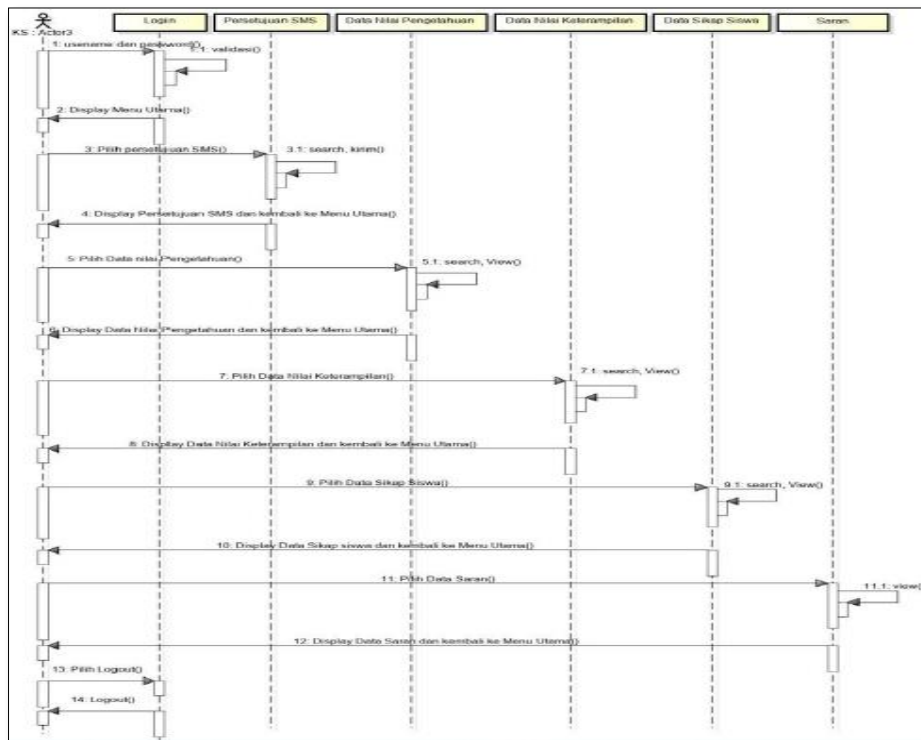 Login
Persetujuan SMS
Data Nilai Pengetahuan
Data Nilai Keterampilan
Data Sikap Siswa
Saran
KS : Actor3
1: usename dan password()
1.1: validasi()
2: Display Menu Utama()
3: Pilih persetujuan SMS()
3.1: search, kirim()
4: Display Persetujuan SMS dan kembali ke Menu Utama()
5: Pilih Data nilai Pengetahuan()
5.1: search, View()
6: Display Data Nilai Pengetahuan dan kembali ke Menu Utama()
7: Pilih Data Nilai Keterampilan()
7.1: search, View()
8: Display Data Nilai Keterampilan dan kembali ke Menu Utama()
9: Pilih Data Sikap Siswa()
9.1: search, View()
10: Display Data Sikap siswa dan kembali ke Menu Utama()
11: Pilih Data Saran()
11.1: view()
12: Display Data Saran dan kembali ke Menu Utama()
13: Pilih Logout()
14: Logout()